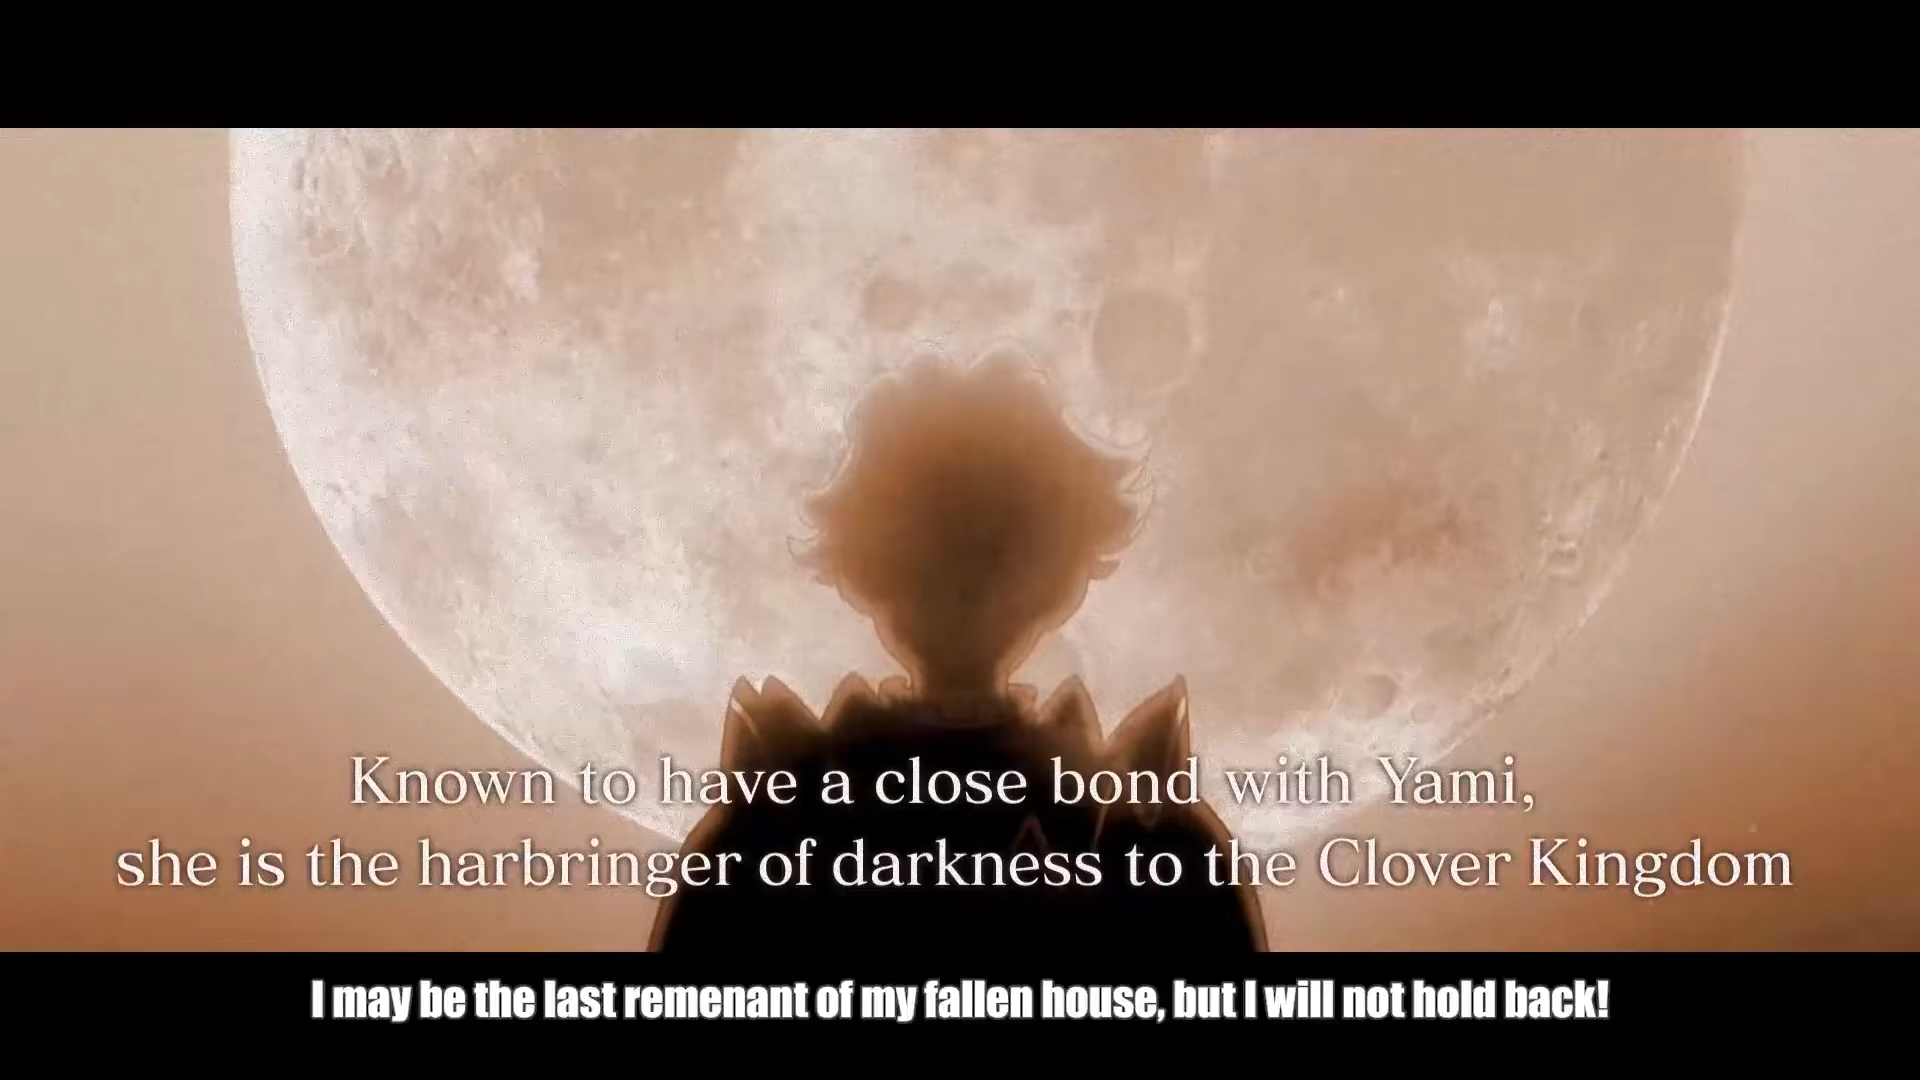 Known to have a close bond with Yami,
she is the harbringer of darkness to the Clover Kingdom
I may be the last remenant of my fallen house, but I will not hold back!